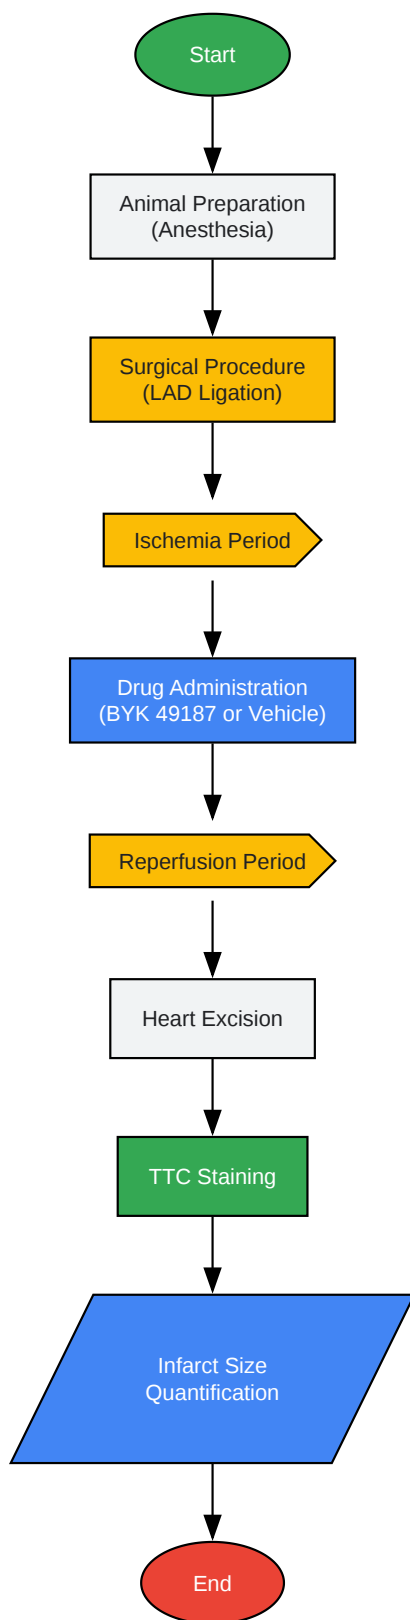 Start
Animal Preparation
(Anesthesia)
Surgical Procedure
(LAD Ligation)
Ischemia Period
Drug Administration
(BYK 49187 or Vehicle)
Reperfusion Period
Heart Excision
TTC Staining
Infarct Size
Quantification
End